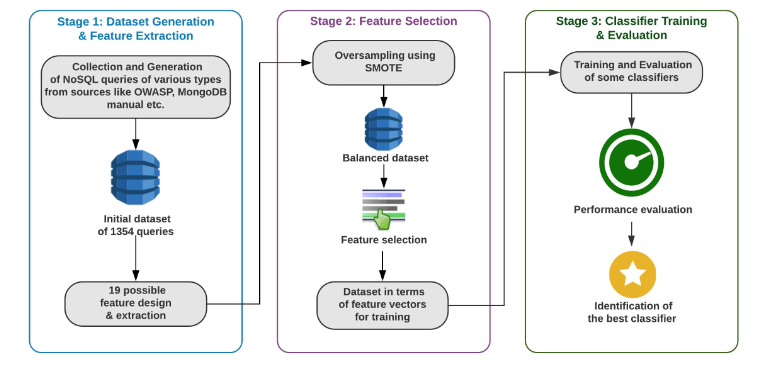 Stage 1: Dataset Generation
& Feature Extraction
Collection and Generation
of NoSQL queries of various types
from sources like OWASP, MongoDB
manual etc.
Initial dataset
of 1354 queries
19 possible
feature design
& extraction
Stage 2: Feature Selection
Oversampling using
SMOTE
Balanced dataset
Feature selection
Dataset in terms
of feature vectors
for training
Stage 3: Classifier Training
& Evaluation
Training and Evaluation
of some classifiers
Performance evaluation
Identification of
the best classifier